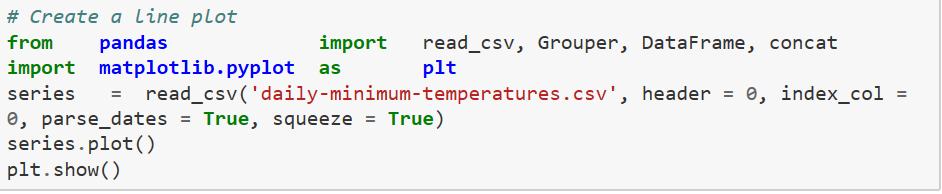 # Create a line plot
from pandas import read_csv, Grouper, DataFrame, concat
import matplotlib.pyplot as plt
series = read_csv('daily-minimum-temperatures.csv', header = 0, index_col =
0, parse_dates = True, squeeze = True)
series.plot()
plt.show()